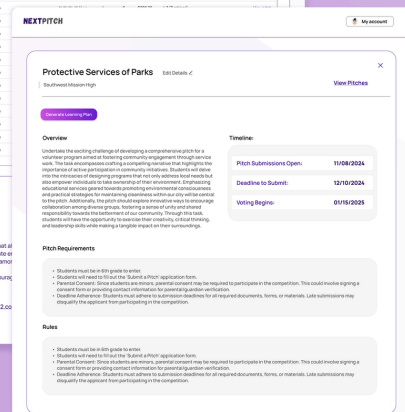 NEXTPITCH
My account
Protective Services of Parks
Edit Details
Southwest Mission High
View Pitches
Generate Learning Plan
Overview
Timeline:
Undertake the exciting challenge of developing a comprehensive pitch for a
volunteer program aimed at fostering community engagement through service
work. The task encompasses crafting a compelling narrative that highlights the
importance of active participation in community initiatives. Students will delve
into the intricacies of designing programs that not only address local needs but
also empower individuals to take ownership of their environment. Emphasizing
educational services geared towards promoting environmental consciousness
and practical strategies for maintaining cleanliness within our city will be central
to the pitch. Additionally, the pitch should explore innovative ways to encourage
collaboration among diverse groups, fostering a sense of unity and shared
responsibility towards the betterment of our community. Through this task,
students will have the opportunity to exercise their creativity, critical thinking,
and leadership skills while making a tangible impact on their surroundings.
Pitch Submissions Open: 11/08/2024
Deadline to Submit: 12/10/2024
Voting Begins: 01/15/2025
Pitch Requirements
• Students must be in 6th grade to enter.
• Students will need to fill out the 'Submit a Pitch' application form.
• Parental Consent: Since students are minors, parental consent may be required to participate in the competition. This could involve signing a
consent form or providing contact information for parental/guardian verification.
• Deadline Adherence: Students must adhere to submission deadlines for all required documents, forms, or materials. Late submissions may
disqualify the applicant from participating in the competition.
Rules
• Students must be in 6th grade to enter.
• Students will need to fill out the 'Submit a Pitch' application form.
• Parental Consent: Since students are minors, parental consent may be required to participate in the competition. This could involve signing a
consent form or providing contact information for parental/guardian verification.
• Deadline Adherence: Students must adhere to submission deadlines for all required documents, forms, or materials. Late submissions may
disqualify the applicant from participating in the competition.